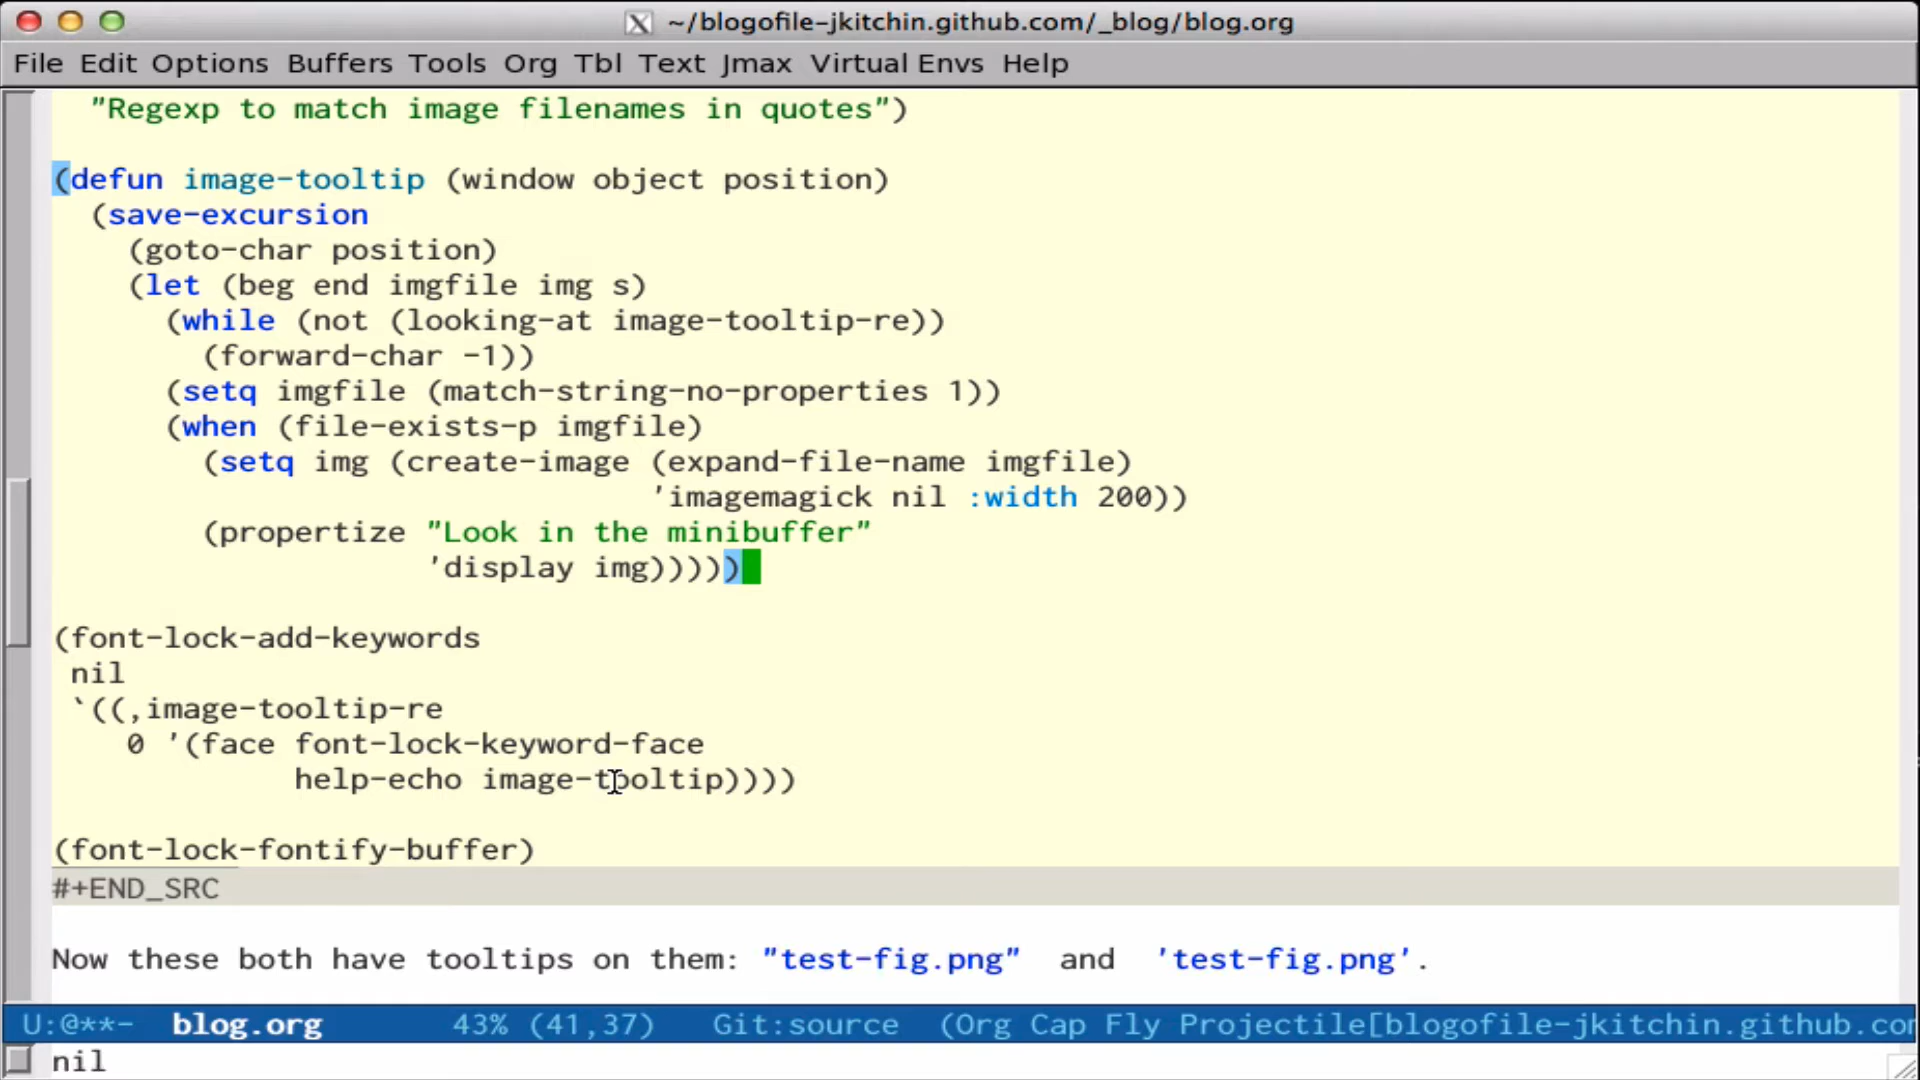 ~/blogofile-jkitchin.github.com/_blog/blog.org
File Edit Options Buffers Tools Org Tbl Text Jmax Virtual Envs Help
"Regexp to match image filenames in quotes")
(defun image-tooltip (window object position)
(save-excursion
(goto-char position)
(let (beg end imgfile img s)
(while (not (looking-at image-tooltip-re))
(forward-char -1))
(setq imgfile (match-string-no-properties 1))
(when (file-exists-p imgfile)
(setq img (create-image (expand-file-name imgfile)
'imagemagick nil :width 200))
(propertize "Look in the minibuffer"
'display img)))))
(font-lock-add-keywords
nil
`((,image-tooltip-re
0 '(face font-lock-keyword-face
help-echo image-tooltip))))
(font-lock-fontify-buffer)
#+END_SRC
Now these both have tooltips on them: "test-fig.png" and 'test-fig.png'.
U:@**- blog.org 43% (41,37) Git:source (Org Cap Fly Projectile[blogofile-jkitchin.github.co
nil